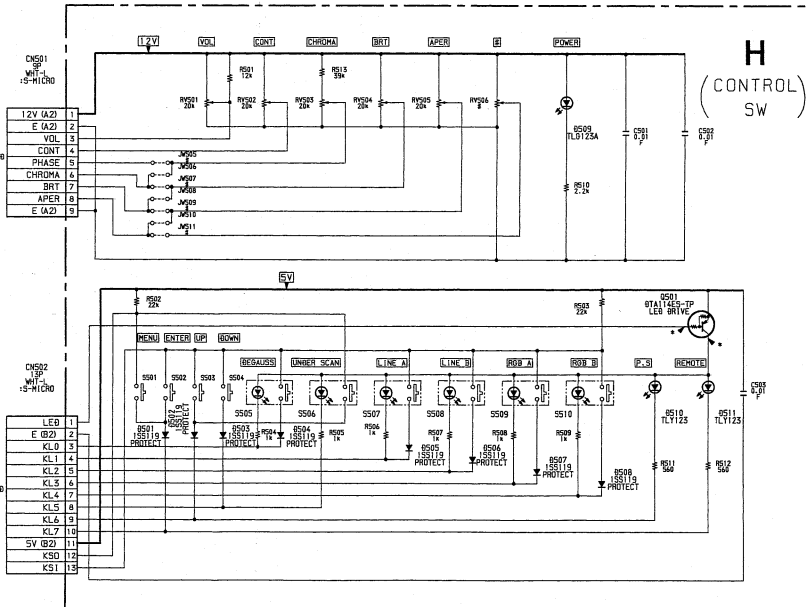 12V
VOL
CONT
CHROMA
BRT
APER
#
POWER
H
(CONTROL SW)
CN501
9P
WHT-L
:S-MICRO
12V (A2) 1
E (A2) 2
VOL 3
CONT 4
PHASE 5
CHROMA 6
BRT 7
APER 8
E (A2) 9
R501
12k
R513
39k
RV501
20k
RV502
20k
RV503
20k
RV504
20k
RV505
20k
RV506
#
D509
TLG123A
R510
2.2k
C501
0.01
F
C502
0.01
F
JW505
#
JW506
JW507
#
JW508
JW509
#
JW510
JW511
#
5V
R502
22k
R503
22k
Q501
DTA114ES-TP
LED DRIVE
*
*
MENU
ENTER
UP
DOWN
DEGAUSS
UNDER SCAN
LINE A
LINE B
RGB A
RGB B
P.S
REMOTE
CN502
13P
WHT-L
:S-MICRO
S501
S502
S503
S504
S505
S506
S507
S508
S509
S510
D501
1SS119
PROTECT
D502
1SS119
PROTECT
D503
1SS119
PROTECT
R504
1k
D504
1SS119
PROTECT
R505
1k
R506
1k
D505
1SS119
PROTECT
R507
1k
D506
1SS119
PROTECT
R508
1k
D507
1SS119
PROTECT
R509
1k
D508
1SS119
PROTECT
D510
TLY123
D511
TLY123
R511
560
R512
560
C503
0.01
F
LED 1
E (B2) 2
KL0 3
KL1 4
KL2 5
KL3 6
KL4 7
KL5 8
KL6 9
KL7 10
5V (B2) 11
KS0 12
KS1 13